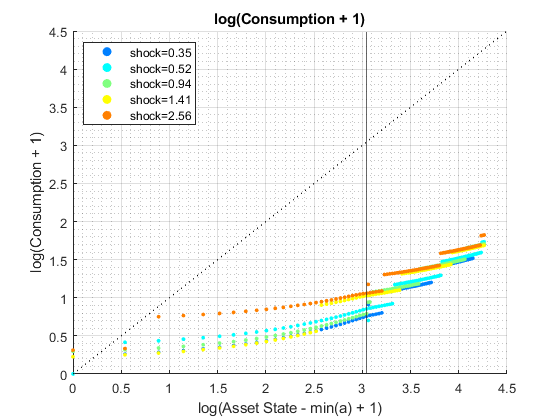 log(Consumption + 1)
4.5
4
3.5
3
2.5
2
1.5
1
0.5
0
log(Consumption + 1)
shock=0.35
shock=0.52
shock=0.94
shock=1.41
shock=2.56
0 0.5 1 1.5 2 2.5 3 3.5 4 4.5
log(Asset State - min(a) + 1)